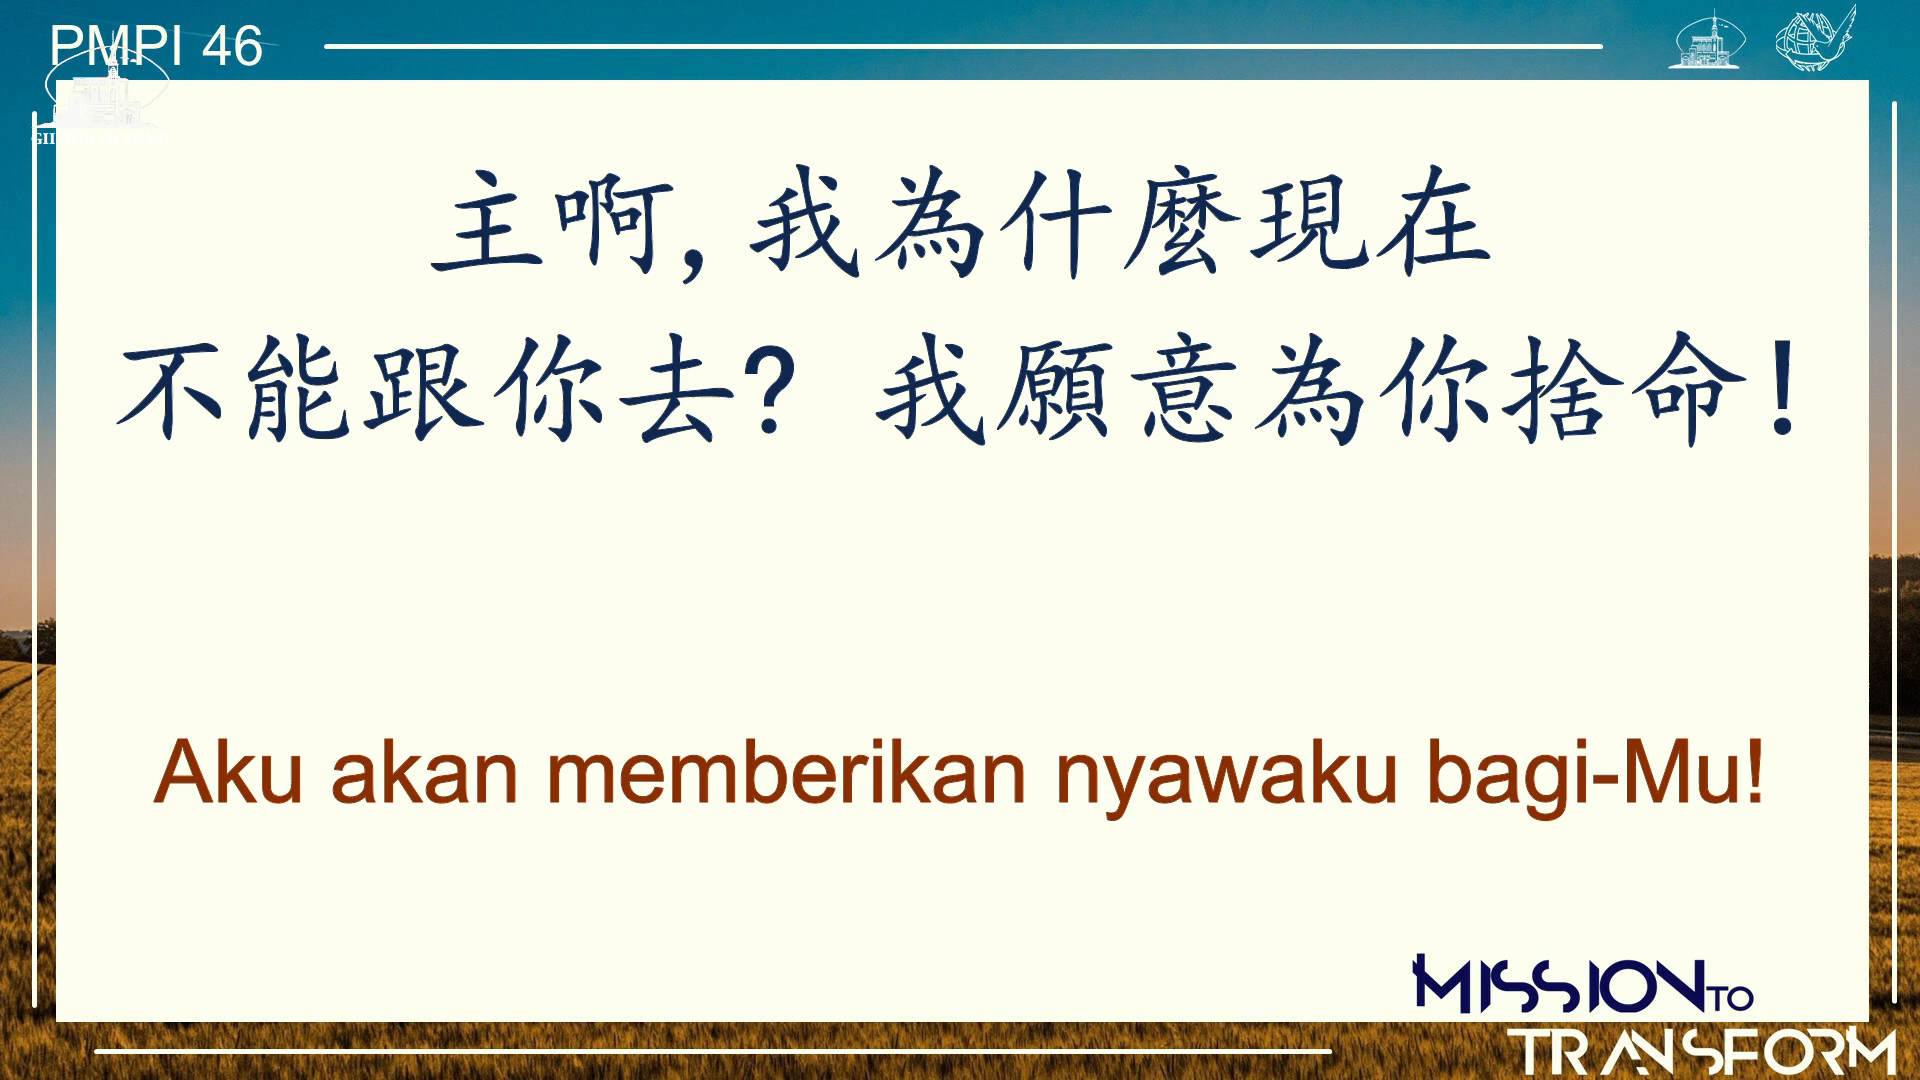 PMPI 46
主啊,我為什麼現在
不能跟你去? 我願意為你捨命!
Aku akan memberikan nyawaku bagi-Mu!
MISSION TO
TRANSFORM